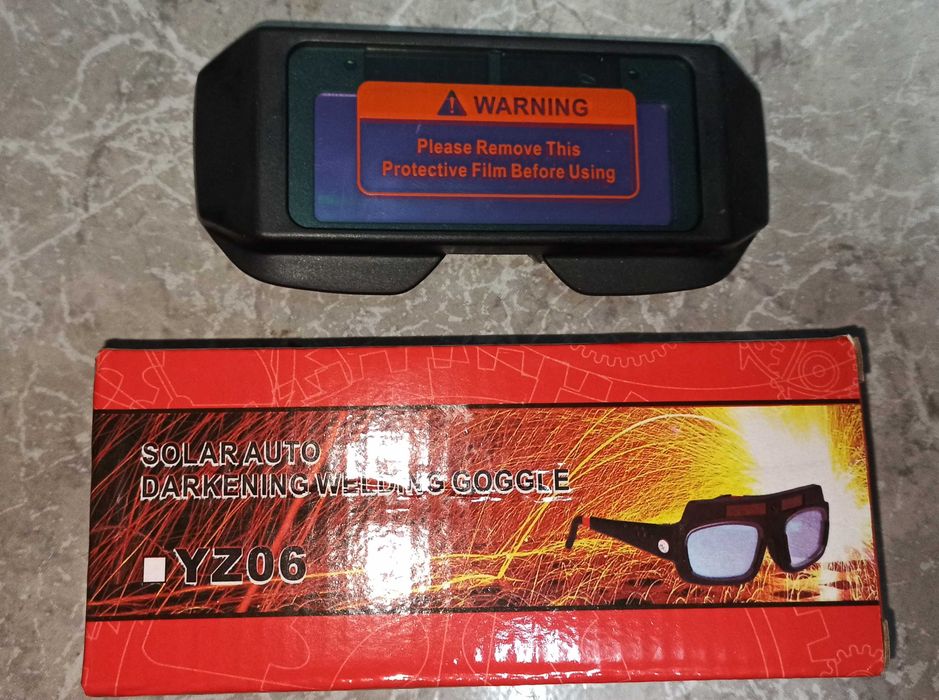 WARNING
Please Remove This
Protective Film Before Using
SOLAR AUTO
DARKENING WELDING GOGGLE
YZ06